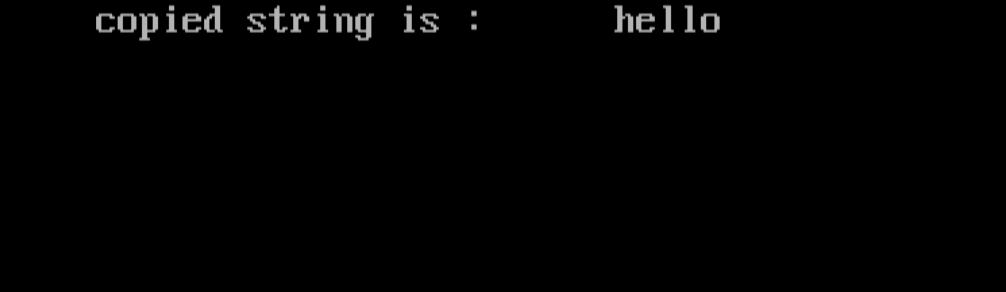 copied string is :      hello